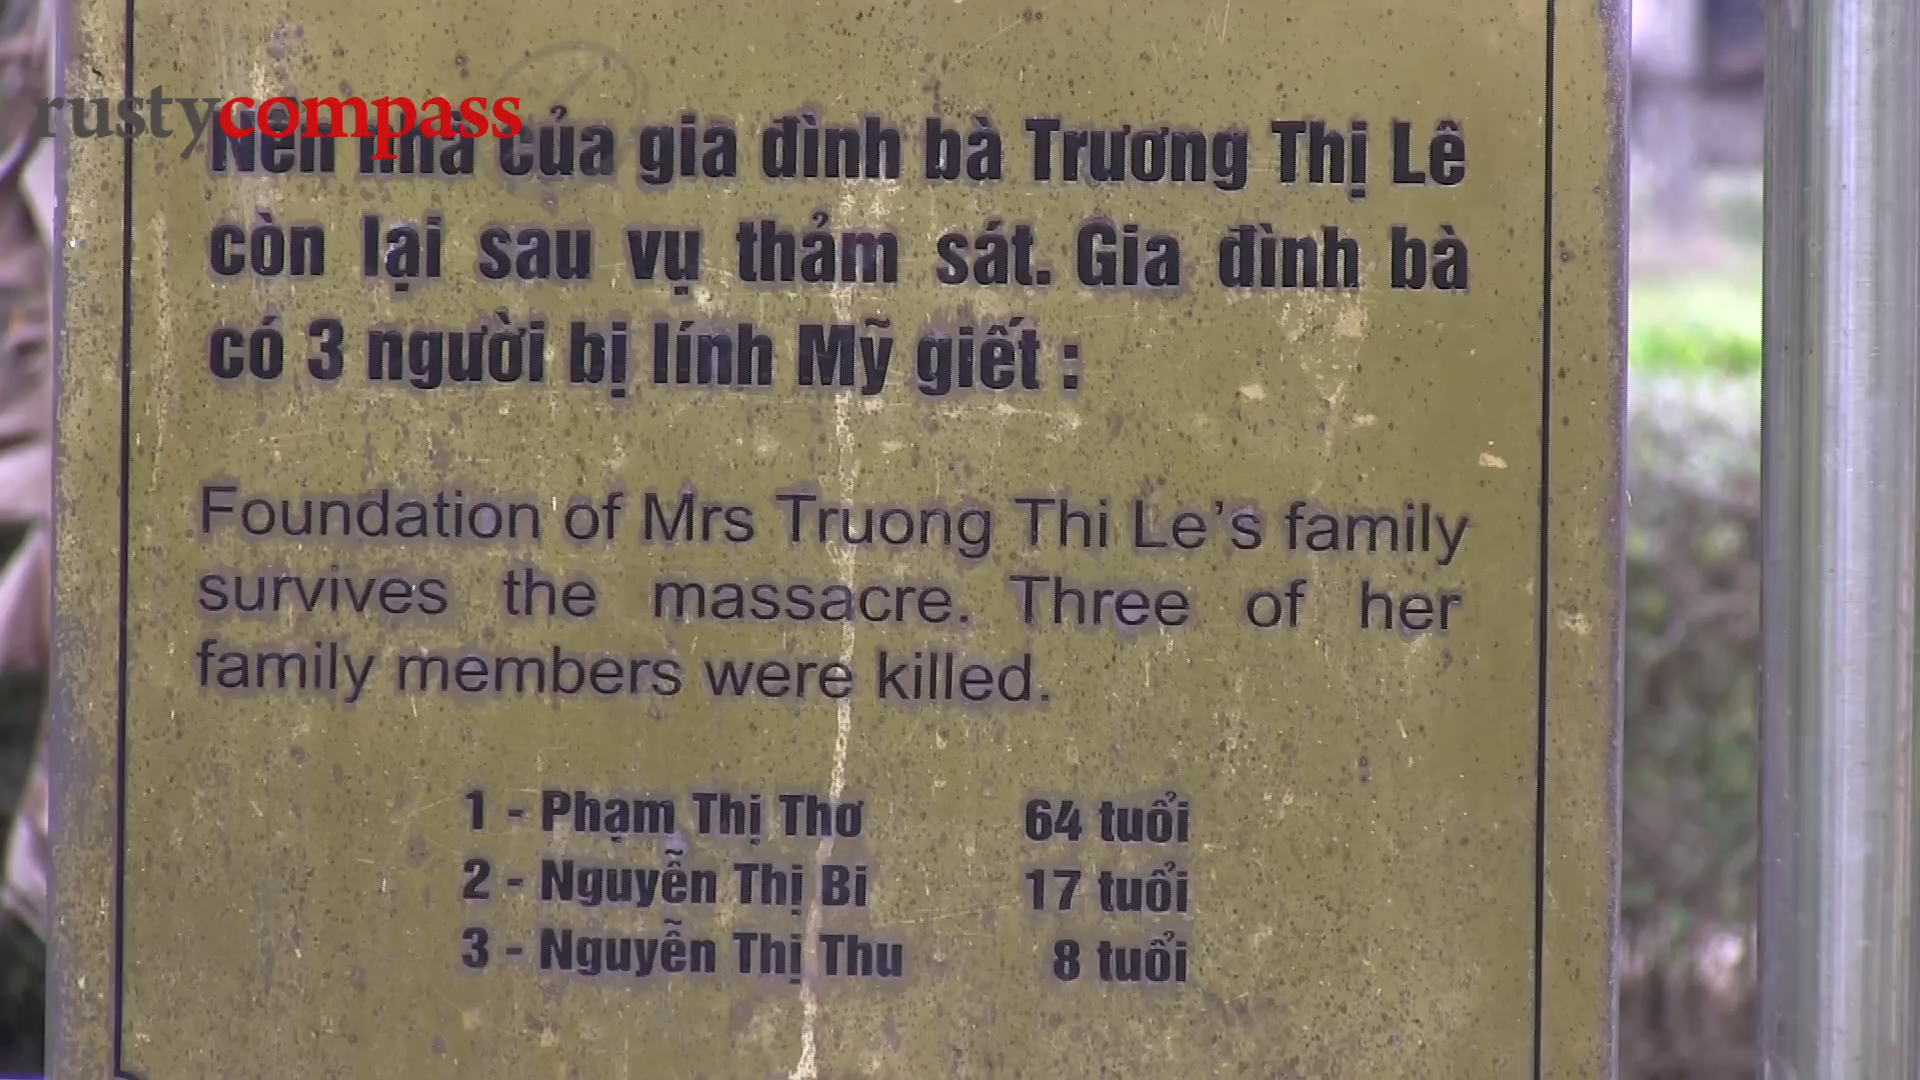 rustycompass
Nền nhà của gia đình bà Trương Thị Lê
còn lại sau vụ thảm sát. Gia đình bà
có 3 người bị lính Mỹ giết :
Foundation of Mrs Truong Thi Le's family
survives the massacre. Three of her
family members were killed.
1 - Phạm Thị Thơ 64 tuổi
2 - Nguyễn Thị Bi 17 tuổi
3 - Nguyễn Thị Thu 8 tuổi